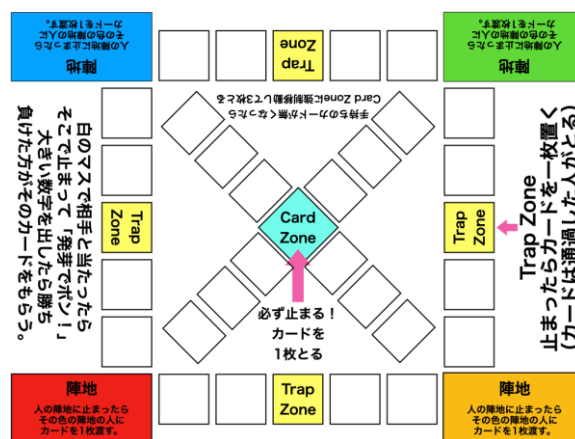 陣地
人の陣地に止まったら
その色の陣地の人に
カードを1枚渡す。
Trap
Zone
陣地
人の陣地に止まったら
その色の陣地の人に
カードを1枚渡す。
手持ちのカードが無くなったら
Card Zoneに強制移動して3枚とる
白のマスで相手と当たったら
そこで止まって「発芽でポン！」
大きい数字を出したら勝ち
負けた方がそのカードをもらう。
Trap
Zone
Card
Zone
Trap
Zone
Trap Zone
止まったらカードを一枚置く
(カードは通過した人がとる)
必ず止まる！
カードを
1枚とる
陣地
人の陣地に止まったら
その色の陣地の人に
カードを1枚渡す。
Trap
Zone
陣地
人の陣地に止まったら
その色の陣地の人に
カードを1枚渡す。